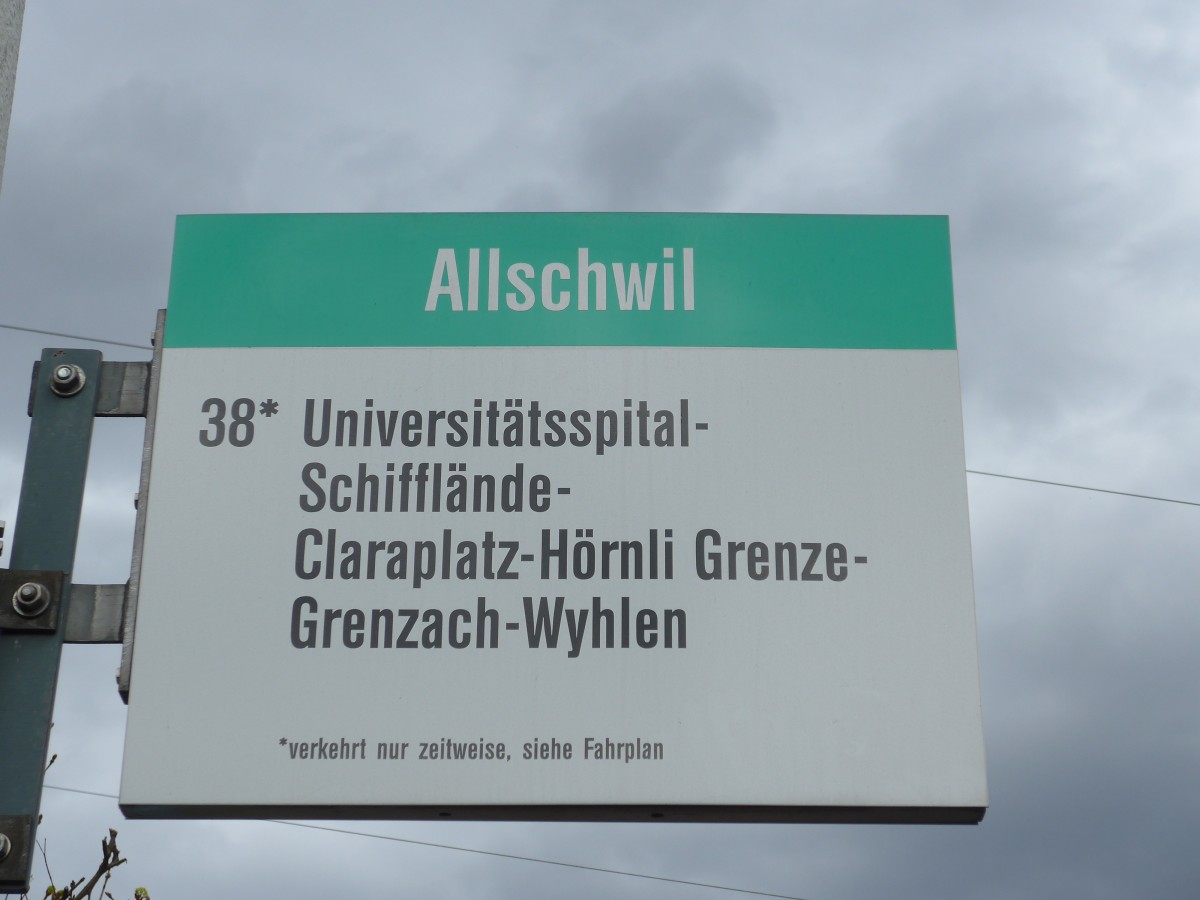 Allschwil
38* Universitätsspital-
Schifflände-
Claraplatz-Hörnli Grenze-
Grenzach-Wyhlen
*verkehrt nur zeitweise, siehe Fahrplan